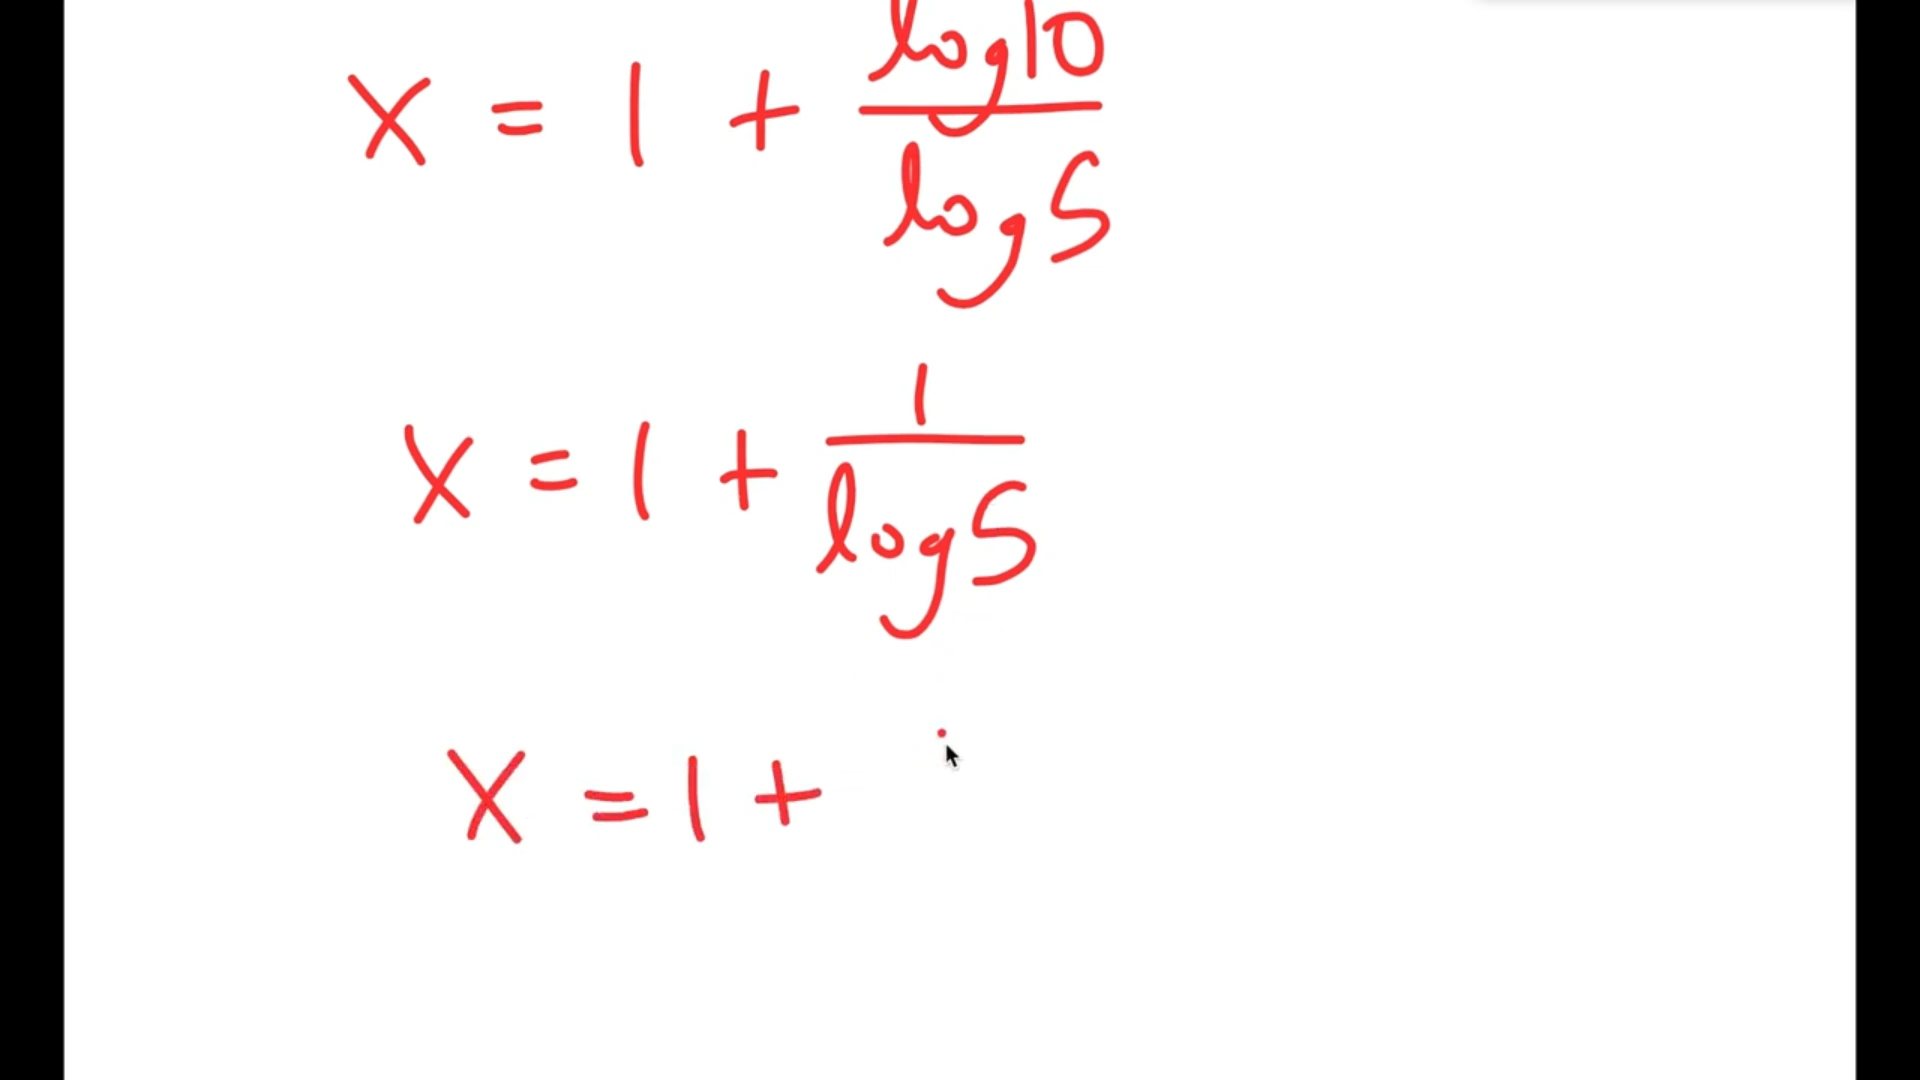 x = 1 + log10 / log5
x = 1 + 1 / log5
x = 1 +